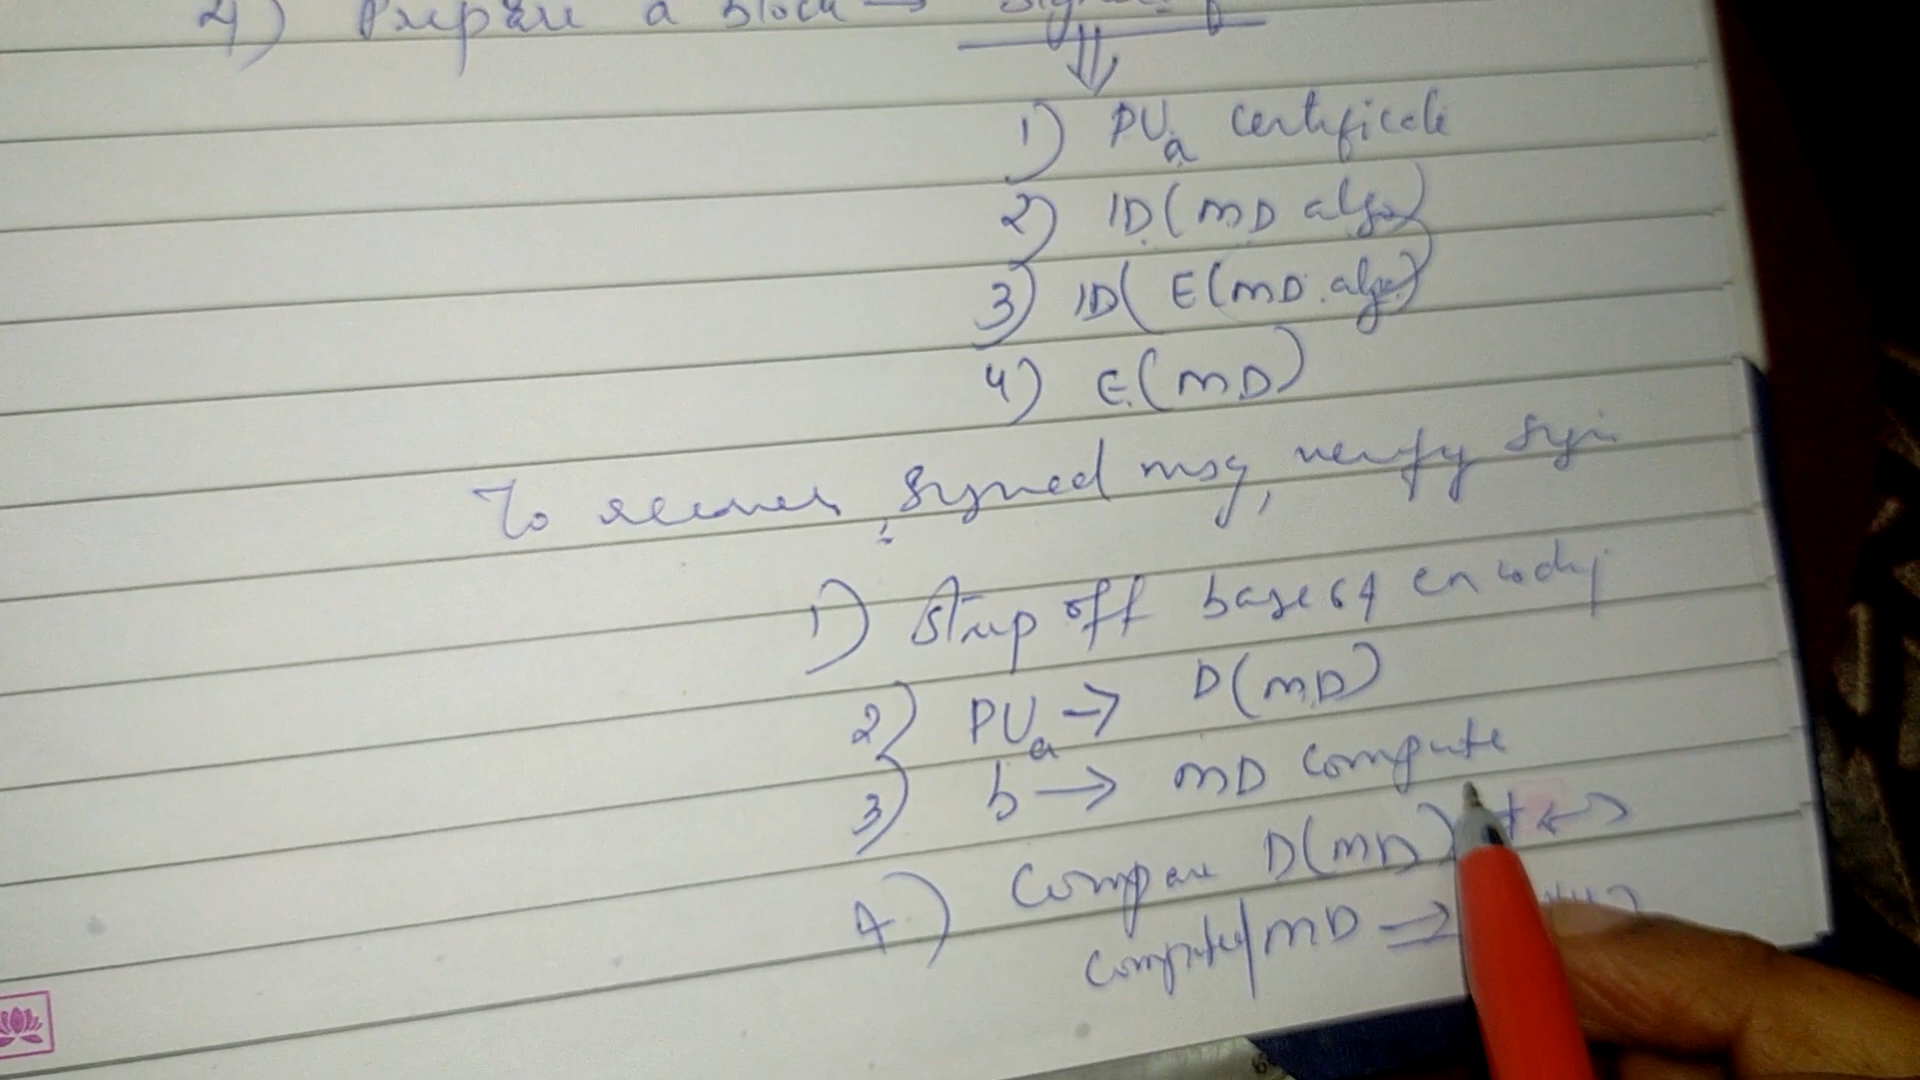 4) Prepare a block →
1) PUa certificate
2) ID(MD algo)
3) ID(E(MD algo)
4) E(MD)
To recover signed msg, verify sign
1) Strip off base64 encoding
2) PUa → D(MD)
3) b → MD compute
4) Compare D(MD)
computed MD ⇒